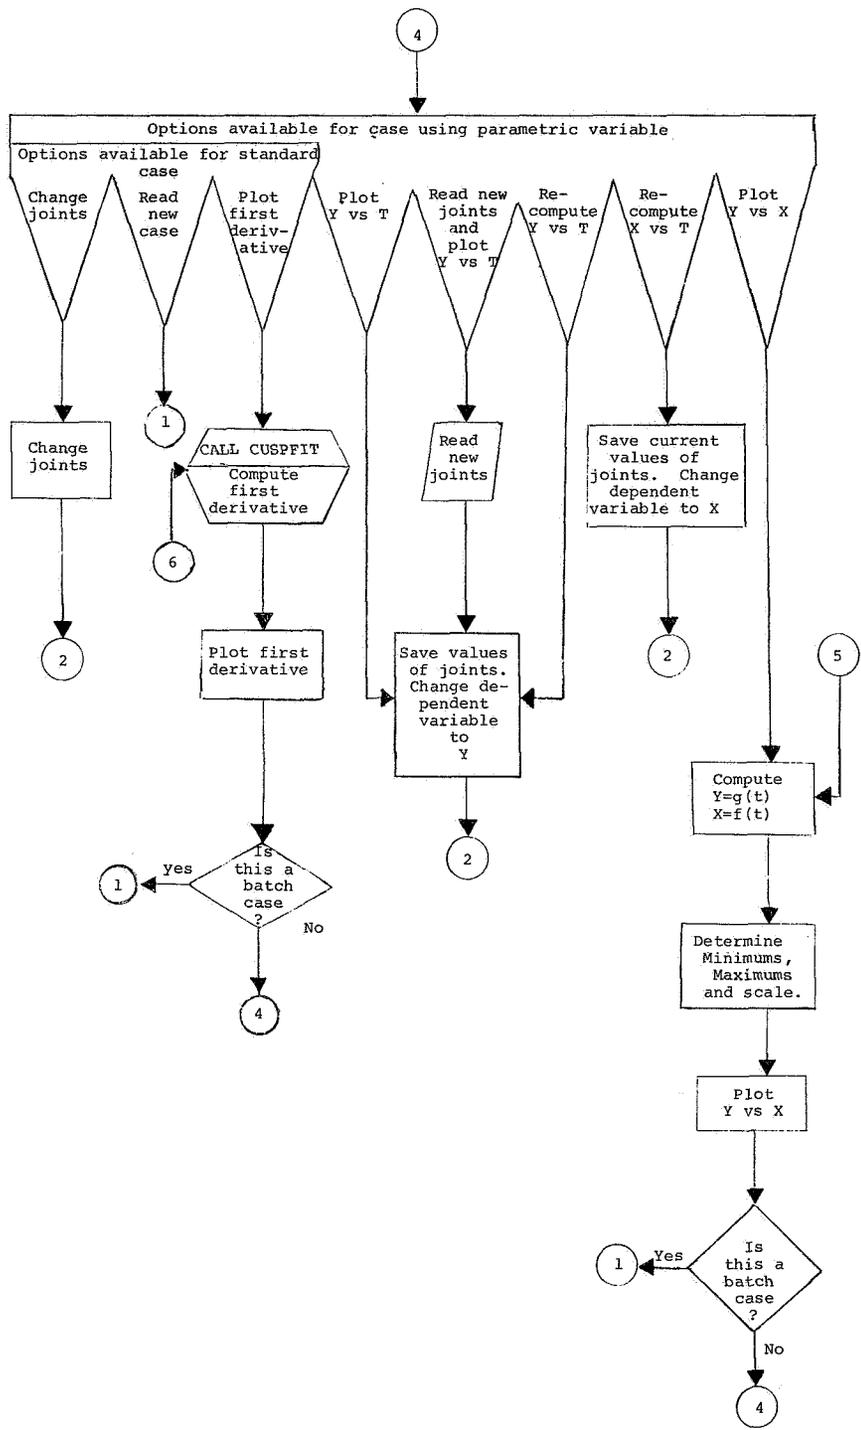 4
Options available for case using parametric variable
Options available for standard
case
Change
joints
Read
new
case
Plot
first
deriv-
ative
Plot
Y vs T
Read new
joints
and
plot
Y vs T
Re-
compute
Y vs T
Re-
compute
X vs T
Plot
Y vs X
Change
joints
1
CALL CUSPFIT
Compute
first
derivative
6
Read
new
joints
Save current
values of
joints. Change
dependent
variable to X
2
Plot first
derivative
Save values
of joints.
Change de-
pendent
variable
to
Y
2
5
Compute
Y=g(t)
X=f(t)
1
Yes
Is
this a
batch
case
?
No
2
4
Determine
Minimums,
Maximums
and scale.
Plot
Y vs X
1
Yes
Is
this a
batch
case
?
No
4